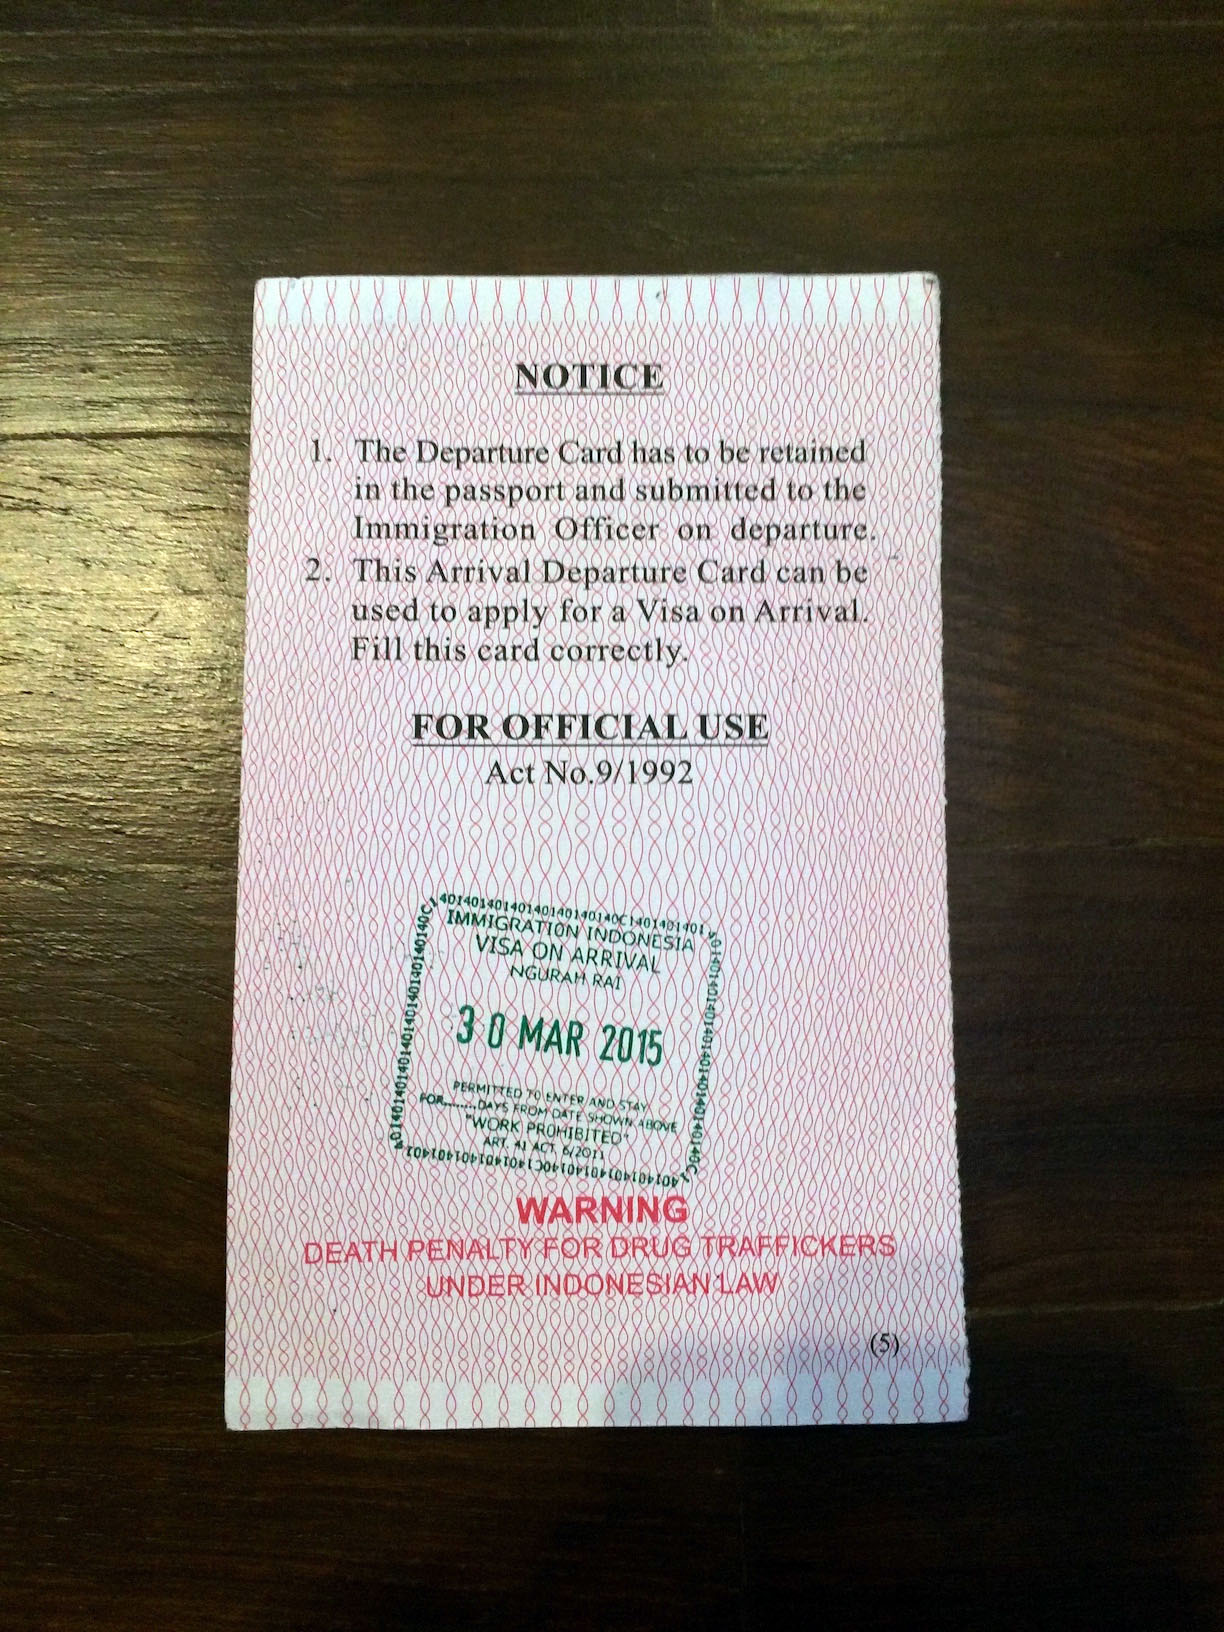 NOTICE
1. The Departure Card has to be retained
in the passport and submitted to the
Immigration Officer on departure.
2. This Arrival Departure Card can be
used to apply for a Visa on Arrival.
Fill this card correctly.
FOR OFFICIAL USE
Act No.9/1992
IMMIGRATION INDONESIA
VISA ON ARRIVAL
NGURAH RAI
30 MAR 2015
PERMITTED TO ENTER AND STAY
FOR........DAYS FROM DATE SHOWN ABOVE
"WORK PROHIBITED"
ART. 41 ACT. 6/2011
WARNING
DEATH PENALTY FOR DRUG TRAFFICKERS
UNDER INDONESIAN LAW
(5)